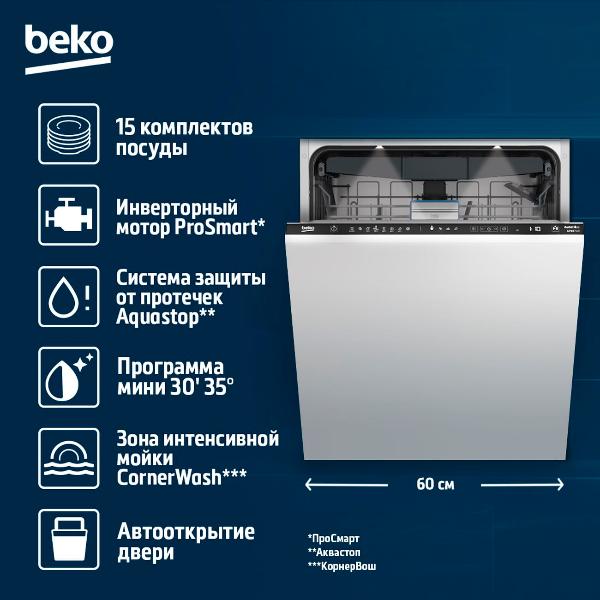 beko
15 комплектов
посуды
Инверторный
мотор ProSmart*
Система защиты
от протечек
Aquastop**
Программа
мини 30' 35°
Зона интенсивной
мойки
CornerWash***
Автооткрытие
двери
beko
60 см
*ПроСмарт
**Аквастоп
***КорнерВош